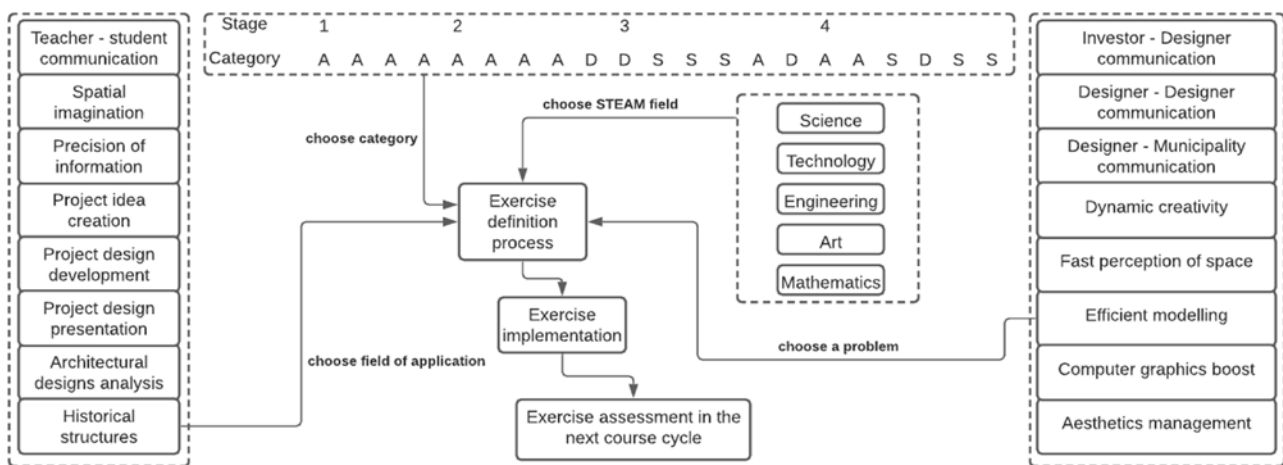 Teacher - student
communication
Spatial
imagination
Precision of
information
Project idea
creation
Project design
development
Project design
presentation
Architectural
designs analysis
Historical
structures
Stage 1 2 3 4
Category A A A A A A A A D D S S S A D A A S D S S
choose category
choose STEAM field
Science
Technology
Engineering
Art
Mathematics
Exercise
definition
process
Exercise
implementation
choose field of application
choose a problem
Exercise assessment in the
next course cycle
Investor - Designer
communication
Designer - Designer
communication
Designer - Municipality
communication
Dynamic creativity
Fast perception of space
Efficient modelling
Computer graphics boost
Aesthetics management